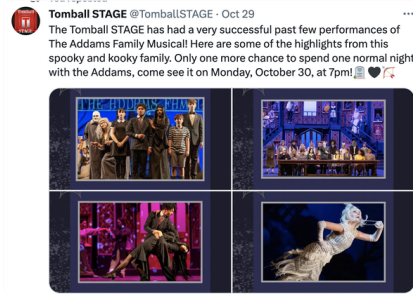 Tomball STAGE @TomballSTAGE · Oct 29
The Tomball STAGE has had a very successful past few performances of
The Addams Family Musical! Here are some of the highlights from this
spooky and kooky family. Only one more chance to spend one normal night
with the Addams, come see it on Monday, October 30, at 7pm!🪦🖤🏹
THE ADDAMS FAMILY